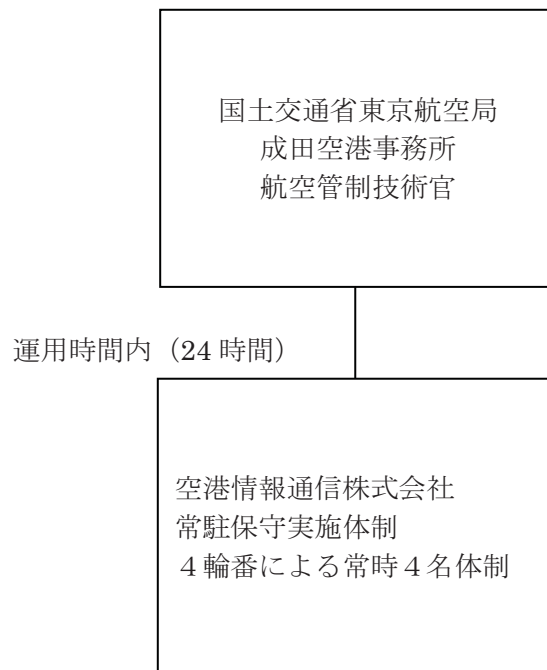 国土交通省東京航空局
成田空港事務所
航空管制技術官
運用時間内（24 時間）
空港情報通信株式会社
常駐保守実施体制
４輪番による常時４名体制